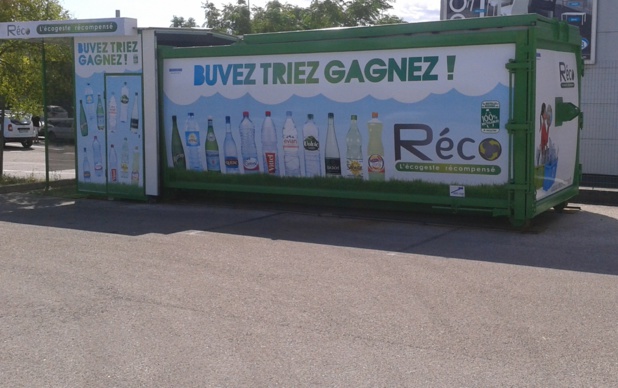 Réco L'écogeste récompensé
BUVEZ TRIEZ
GAGNEZ !
BUVEZ TRIEZ GAGNEZ !
Réco
L'écogeste récompensé
Réco